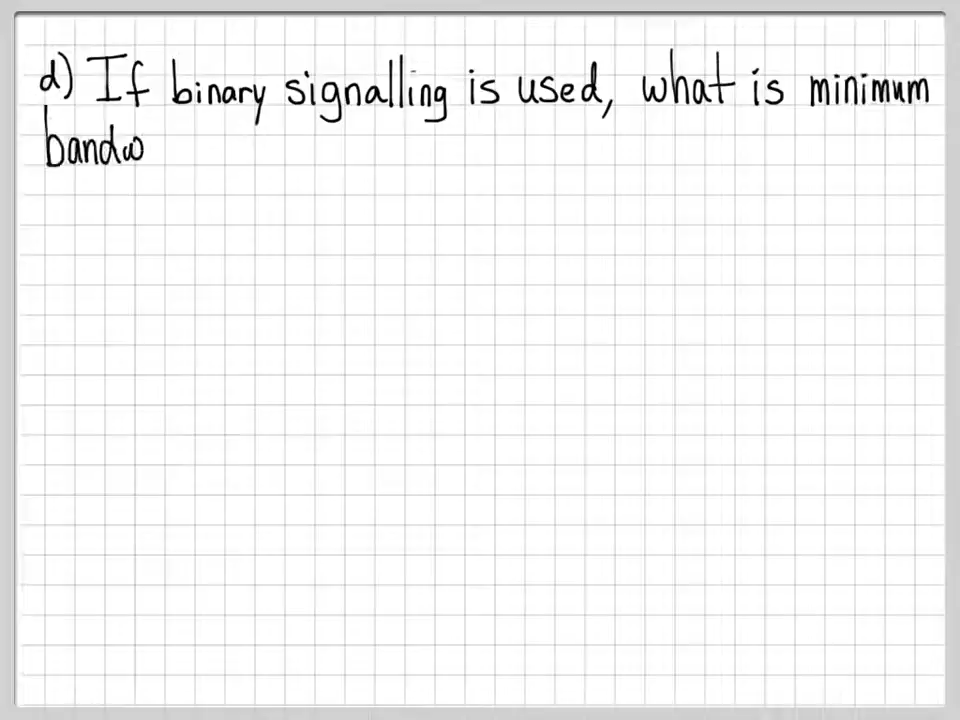 d) If binary signalling is used, what is minimum
bandw